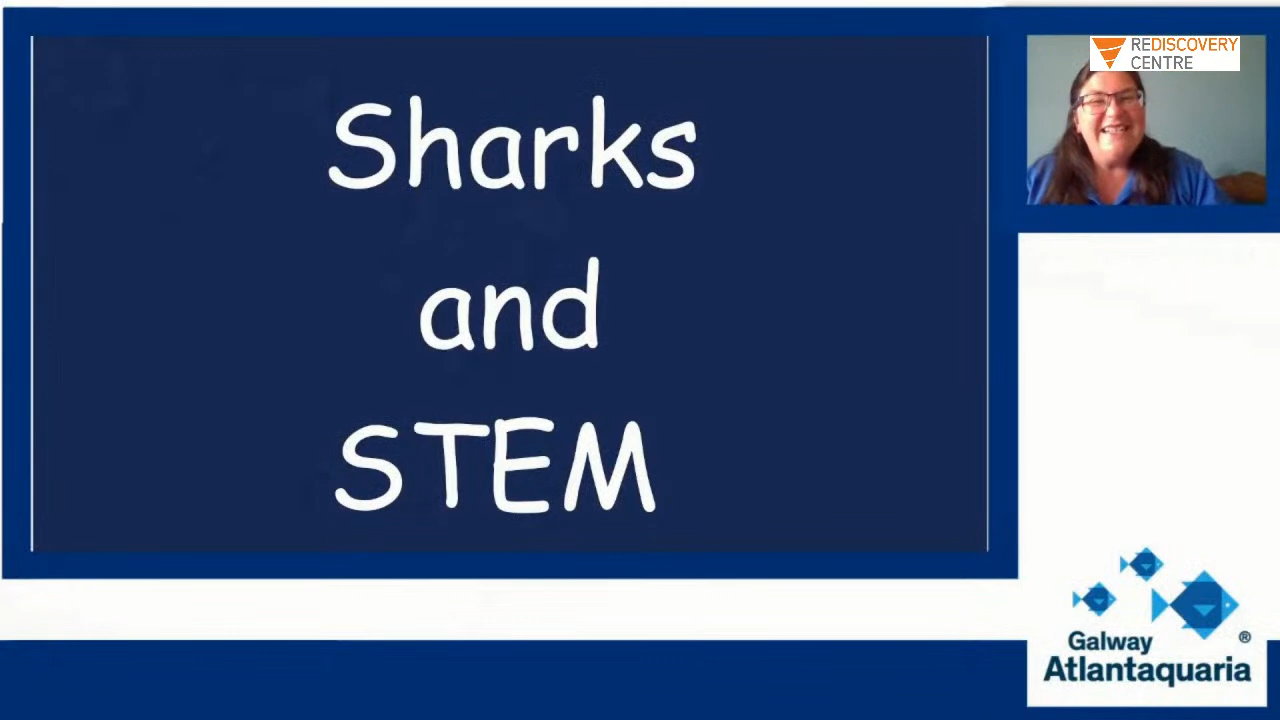 Sharks
and
STEM
REDISCOVERY
CENTRE
Galway
Atlantaquaria
®